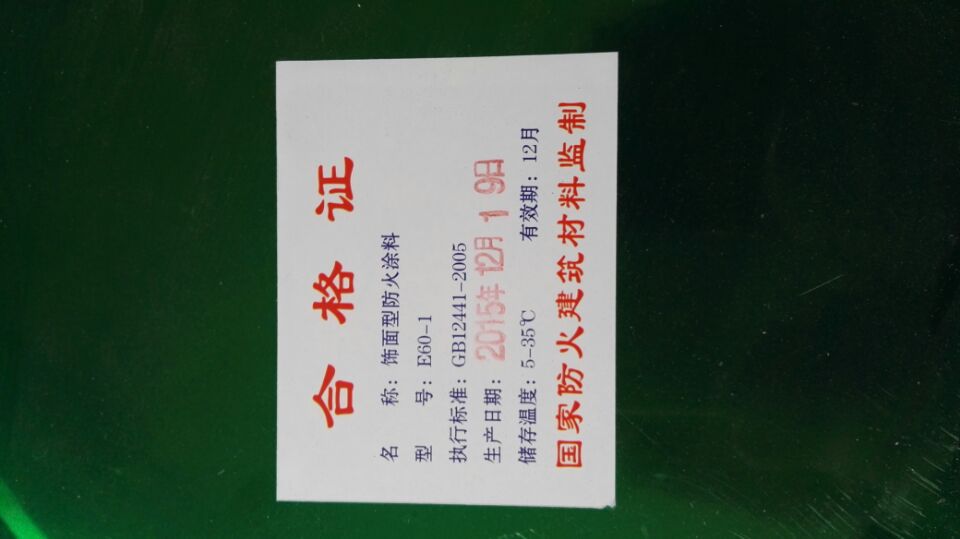 合格证
名 称：饰面型防火涂料
型 号：E60-1
执行标准：GB12441-2005
生产日期：2015年12月19日
储存温度：5-35℃ 有效期：12月
国家防火建筑材料监制